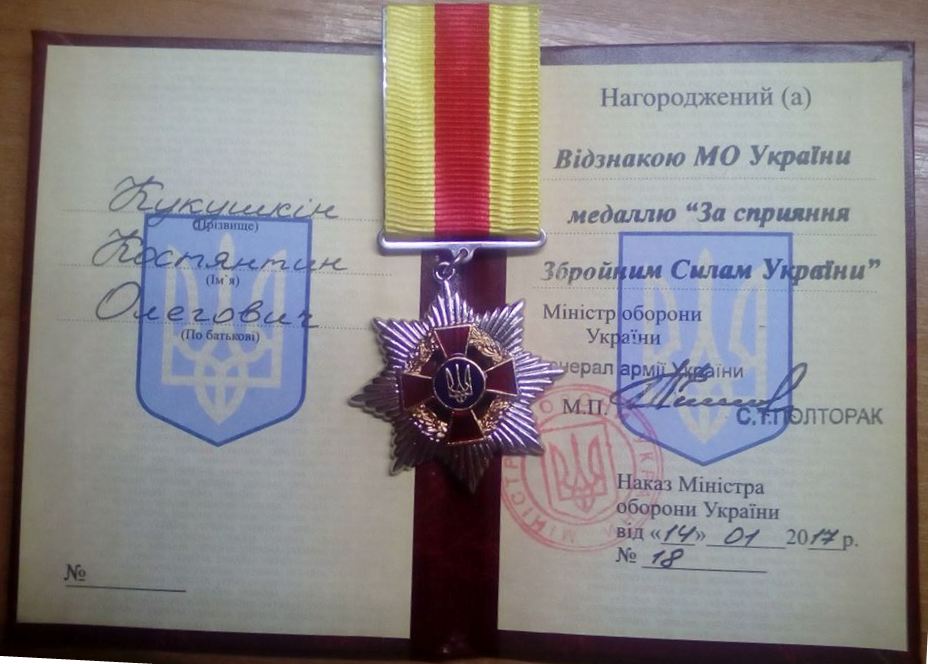 Кукушкін
(Прізвище)
Костянтин
(Ім'я)
Олегович
(По батькові)
№
Нагороджений (а)
Відзнакою МО України
медаллю “За сприяння
Збройним Силам України”
Міністр оборони
України
генерал армії України
М.П.
С.Т.ПОЛТОРАК
Наказ Міністра
оборони України
від «14» 01 2017 р.
№ 18